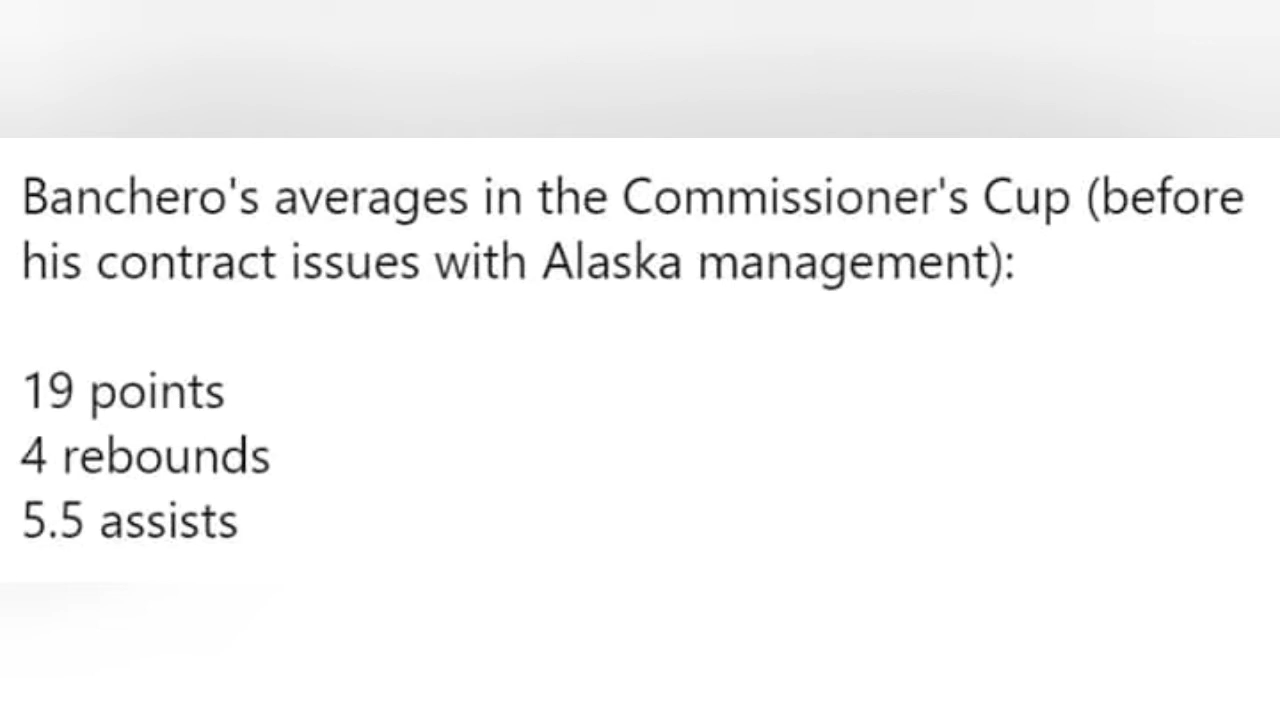 Banchero's averages in the Commissioner's Cup (before
his contract issues with Alaska management):
19 points
4 rebounds
5.5 assists